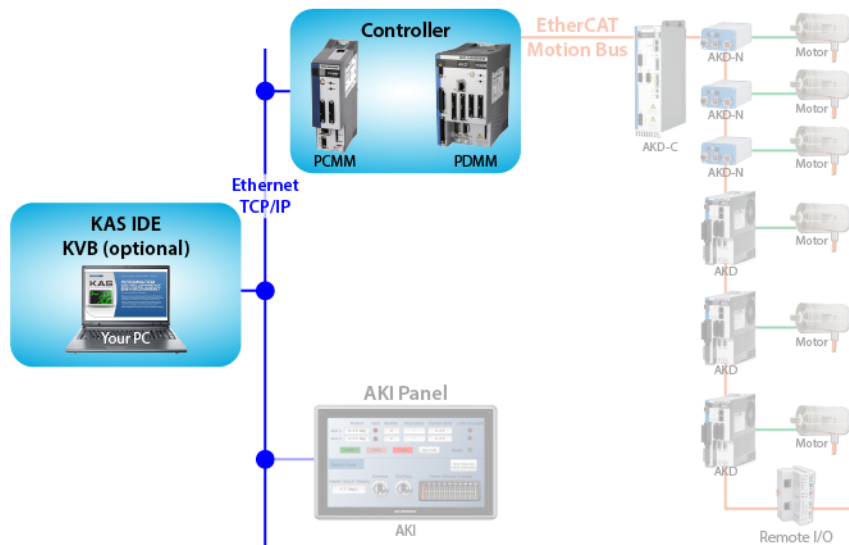 Controller
PCMM
PDMM
EtherCAT
Motion Bus
AKD-C
AKD-N
Motor
AKD-N
Motor
AKD-N
Motor
Ethernet
TCP/IP
KAS IDE
KVB (optional)
KAS
Your PC
AKD
Motor
AKD
Motor
AKD
Motor
AKI Panel
AKI
Remote I/O